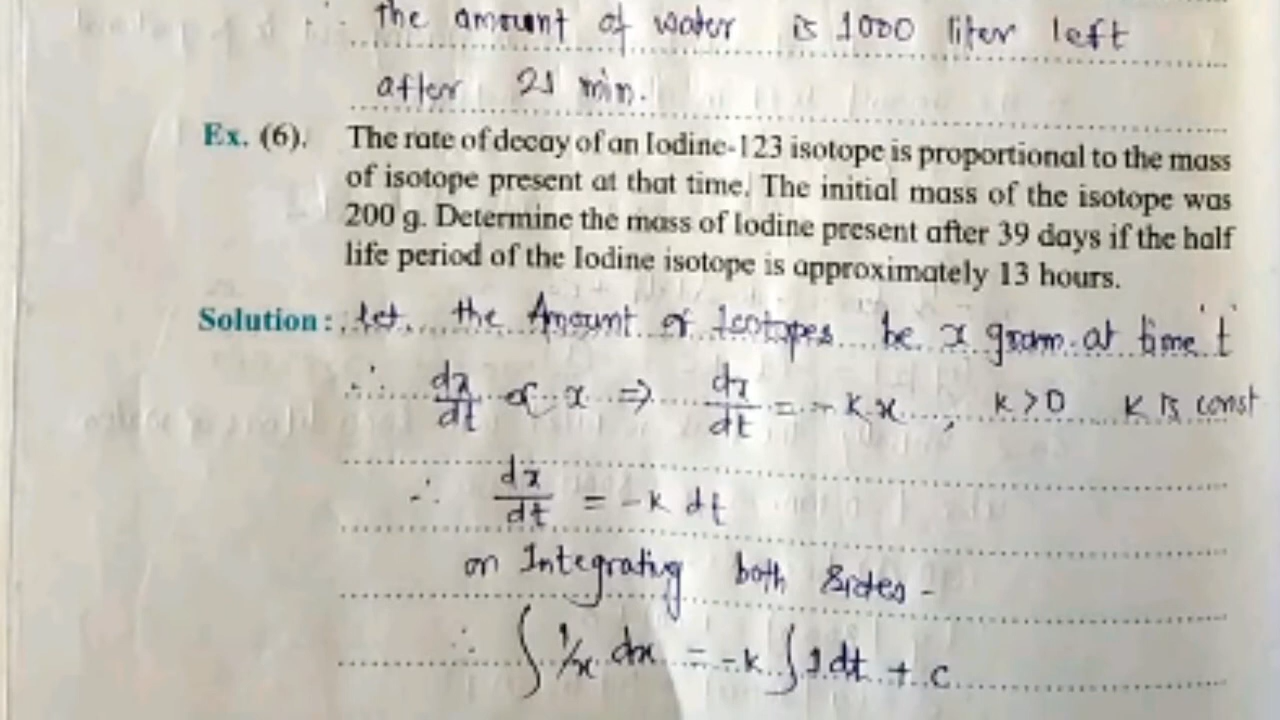 the amount of water is 1000 liter left
after 21 min.
Ex. (6). The rate of decay of an Iodine-123 isotope is proportional to the mass
of isotope present at that time. The initial mass of the isotope was
200 g. Determine the mass of Iodine present after 39 days if the half
life period of the Iodine isotope is approximately 13 hours.
Solution : let the Amount of Isotopes be x gram at time 't'
∴ dx/dt ∝ x ⇒ dx/dt = - k x , k > 0 K is const
∴ dx/dt = -k dt
on Integrating both Sides -
∴ ∫ 1/x dx = -k ∫ 1 dt + c